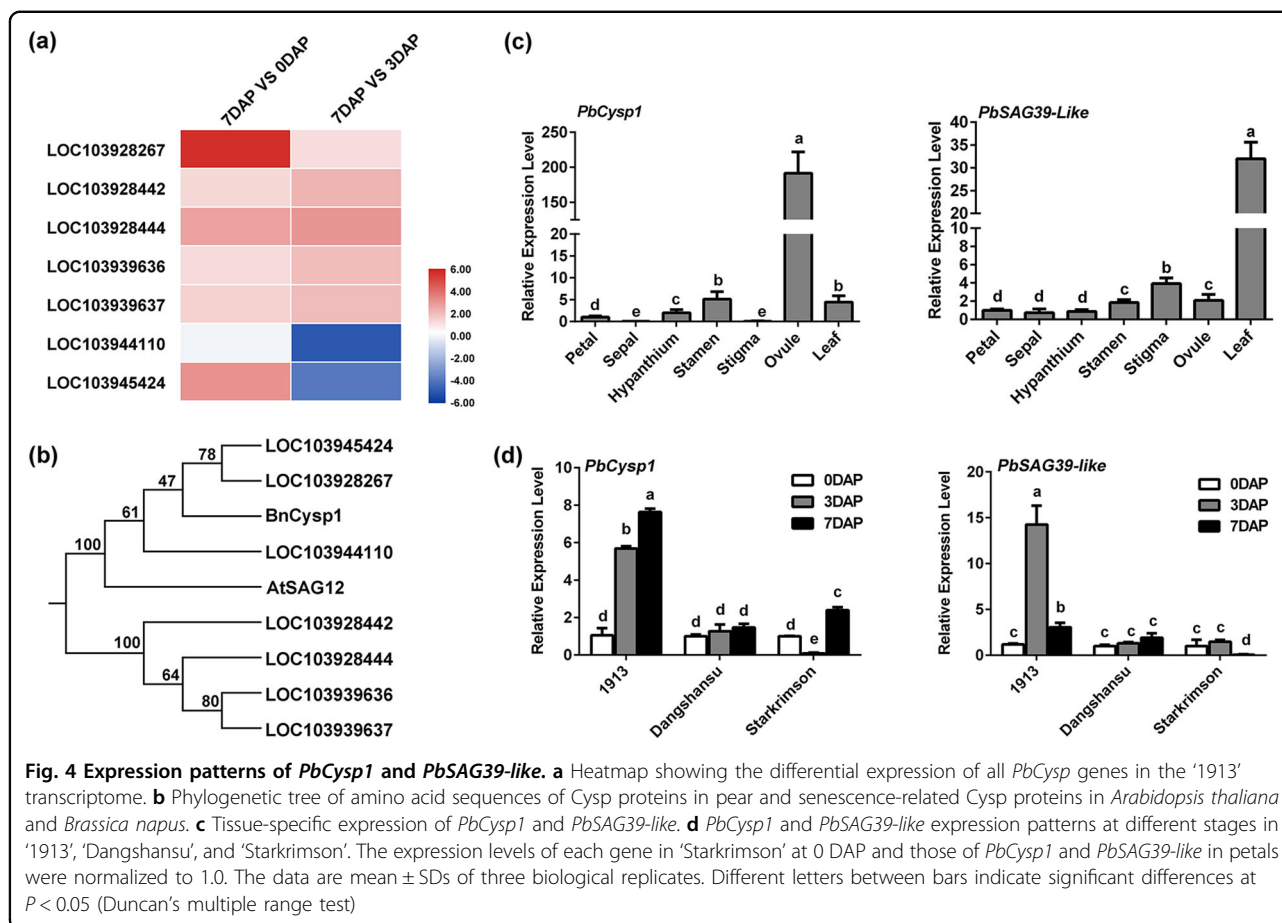 (a)
7DAP VS 0DAP
7DAP VS 3DAP
LOC103928267
LOC103928442
LOC103928444
LOC103939636
LOC103939637
LOC103944110
LOC103945424
6.00
4.00
2.00
0.00
-2.00
-4.00
-6.00
(b)
78
47
61
100
100
64
80
LOC103945424
LOC103928267
BnCysp1
LOC103944110
AtSAG12
LOC103928442
LOC103928444
LOC103939636
LOC103939637
(c)
PbCysp1
Relative Expression Level
250
200
150
100
20
15
10
5
0
d
e
c
b
e
a
b
Petal
Sepal
Hypanthium
Stamen
Stigma
Ovule
Leaf
PbSAG39-Like
Relative Expression Level
40
35
30
25
20
10
8
6
4
2
0
d
d
d
c
b
c
a
Petal
Sepal
Hypanthium
Stamen
Stigma
Ovule
Leaf
(d)
PbCysp1
Relative Expression Level
10
8
6
4
2
0
0DAP
3DAP
7DAP
d
b
a
d
d
d
d
e
c
1913
Dangshansu
Starkrimson
PbSAG39-like
Relative Expression Level
20
15
10
5
0
0DAP
3DAP
7DAP
c
a
b
c
c
c
c
c
d
1913
Dangshansu
Starkrimson
Fig. 4 Expression patterns of PbCysp1 and PbSAG39-like. a Heatmap showing the differential expression of all PbCysp genes in the ‘1913’
transcriptome. b Phylogenetic tree of amino acid sequences of Cysp proteins in pear and senescence-related Cysp proteins in Arabidopsis thaliana
and Brassica napus. c Tissue-specific expression of PbCysp1 and PbSAG39-like. d PbCysp1 and PbSAG39-like expression patterns at different stages in
‘1913’, ‘Dangshansu’, and ‘Starkrimson’. The expression levels of each gene in ‘Starkrimson’ at 0 DAP and those of PbCysp1 and PbSAG39-like in petals
were normalized to 1.0. The data are mean ± SDs of three biological replicates. Different letters between bars indicate significant differences at
P < 0.05 (Duncan’s multiple range test)